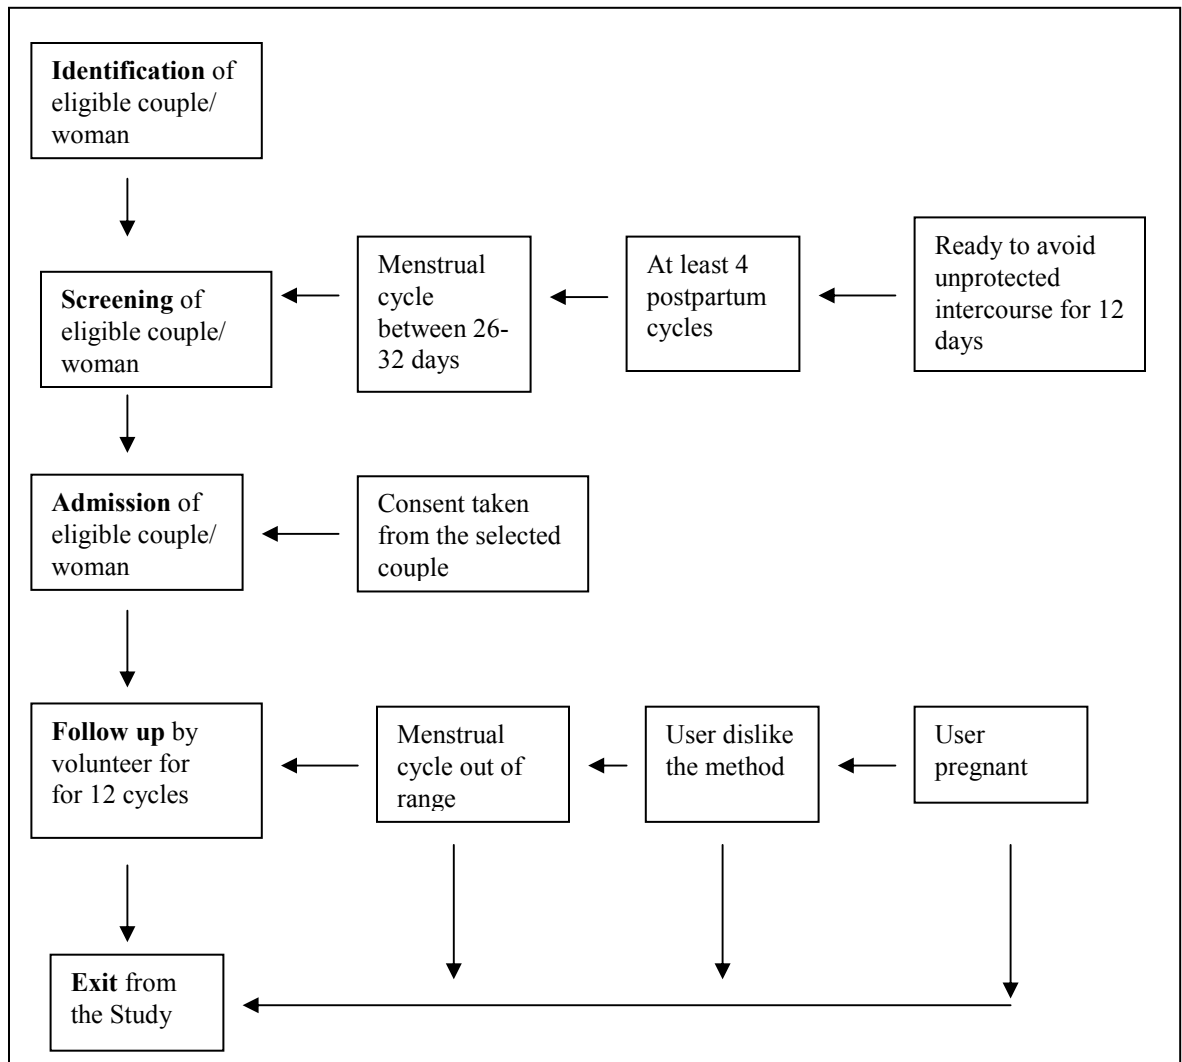 Identification of
eligible couple/
woman
Screening of
eligible couple/
woman
Menstrual
cycle
between 26-
32 days
At least 4
postpartum
cycles
Ready to avoid
unprotected
intercourse for 12
days
Admission of
eligible couple/
woman
Consent taken
from the selected
couple
Follow up by
volunteer for
for 12 cycles
Menstrual
cycle out of
range
User dislike
the method
User
pregnant
Exit from
the Study